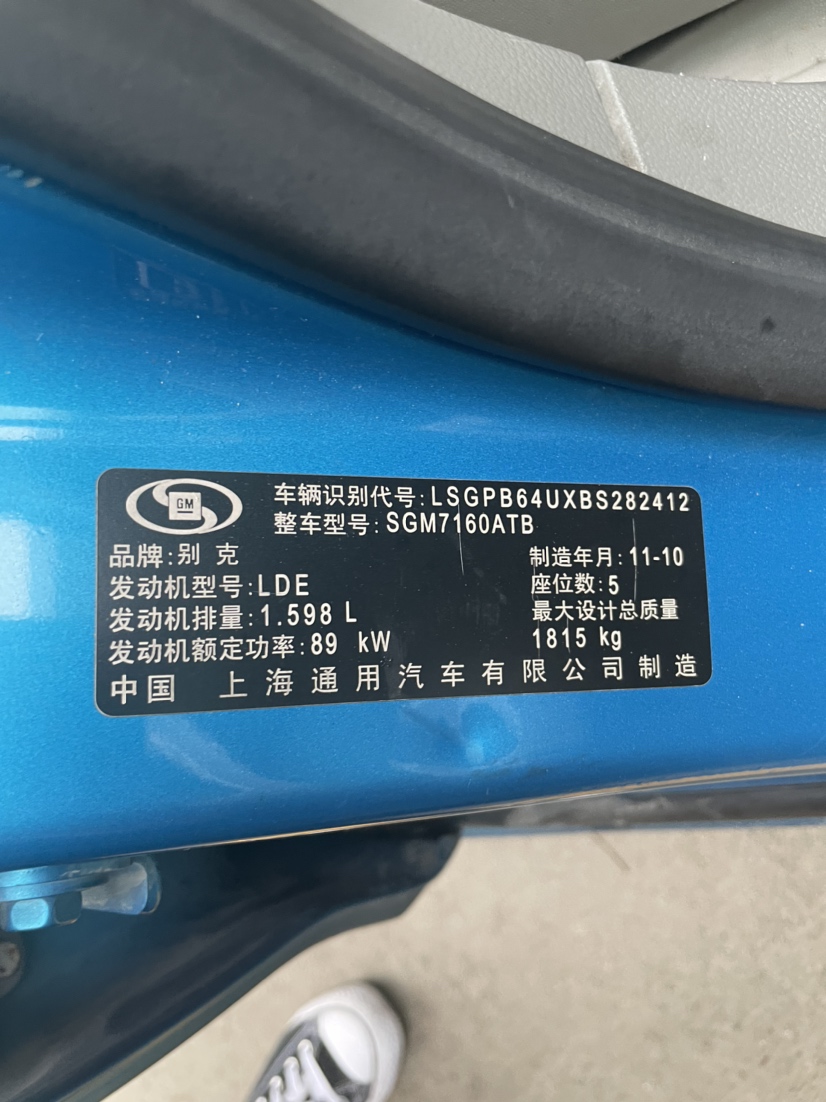 GM
车辆识别代号:LSGPB64UXBS282412
整车型号:SGM7160ATB
品牌:别 克
制造年月:11-10
发动机型号:LDE
座位数:5
发动机排量:1.598 L
最大设计总质量
发动机额定功率:89 kW
1815 kg
中国 上海通用汽车有限公司制造